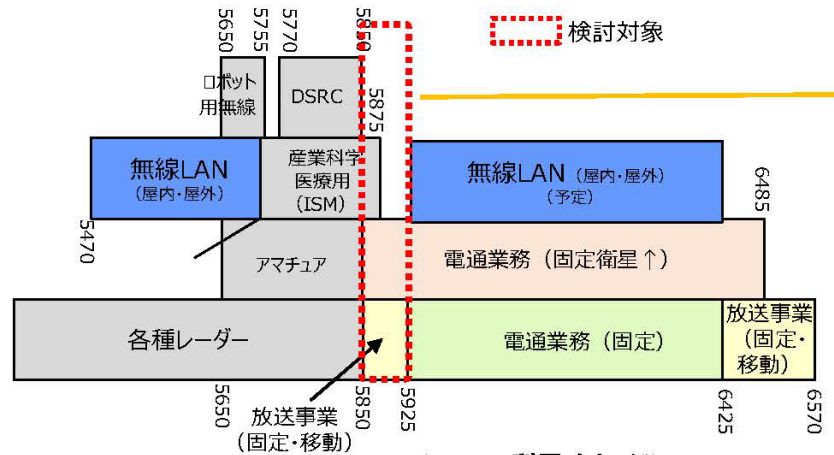 5650
5755
5770
5850
検討対象
ロボット
用無線
DSRC
5875
無線LAN
(屋内・屋外)
産業科学
医療用
(ISM)
無線LAN (屋内・屋外)
(予定)
6485
5470
アマチュア
電通業務(固定衛星↑)
各種レーダー
電通業務(固定)
放送事業
(固定・
移動)
5650
5850
5925
6425
6570
放送事業
(固定・移動)